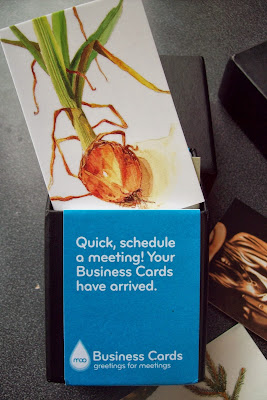 Quick, schedule
a meeting! Your
Business Cards
have arrived.
moo
Business Cards
greetings for meetings